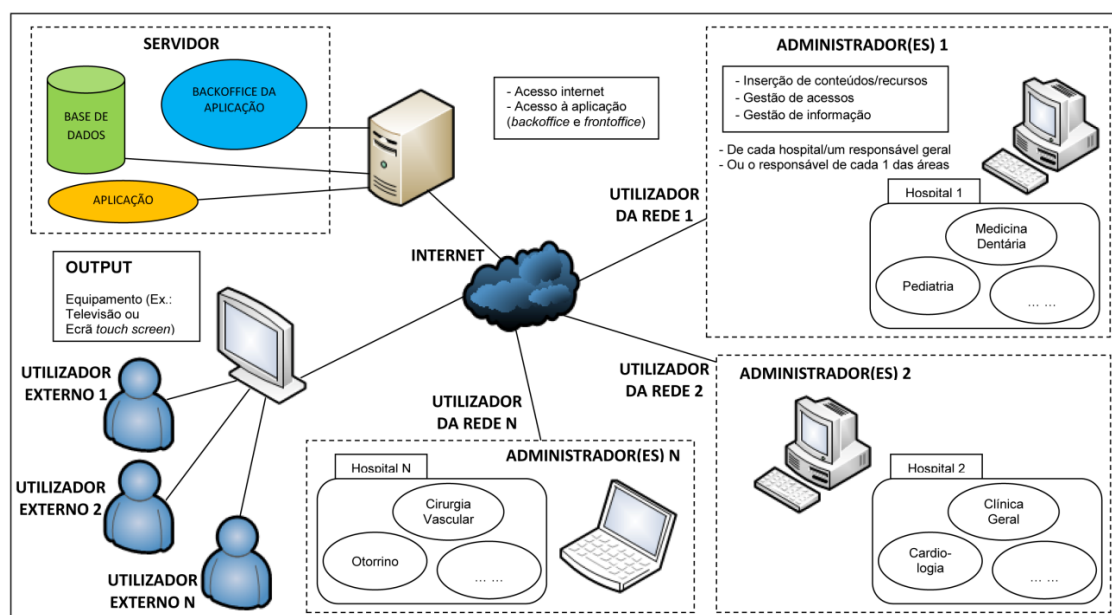 SERVIDOR
BASE DE
DADOS
BACKOFFICE DA
APLICAÇÃO
APLICAÇÃO
- Acesso internet
- Acesso à aplicação
(backoffice e frontoffice)
ADMINISTRADOR(ES) 1
- Inserção de conteúdos/recursos
- Gestão de acessos
- Gestão de informação
- De cada hospital/um responsável geral
- Ou o responsável de cada 1 das áreas
Hospital 1
Medicina
Dentária
Pediatria
... ...
UTILIZADOR
DA REDE 1
INTERNET
OUTPUT
Equipamento (Ex.:
Televisão ou
Ecrã touch screen)
UTILIZADOR
EXTERNO 1
UTILIZADOR
EXTERNO 2
UTILIZADOR
EXTERNO N
UTILIZADOR
DA REDE N
UTILIZADOR
DA REDE 2
ADMINISTRADOR(ES) N
Hospital N
Cirurgia
Vascular
Otorrino
... ...
ADMINISTRADOR(ES) 2
Hospital 2
Clínica
Geral
Cardio-
logia
... ...